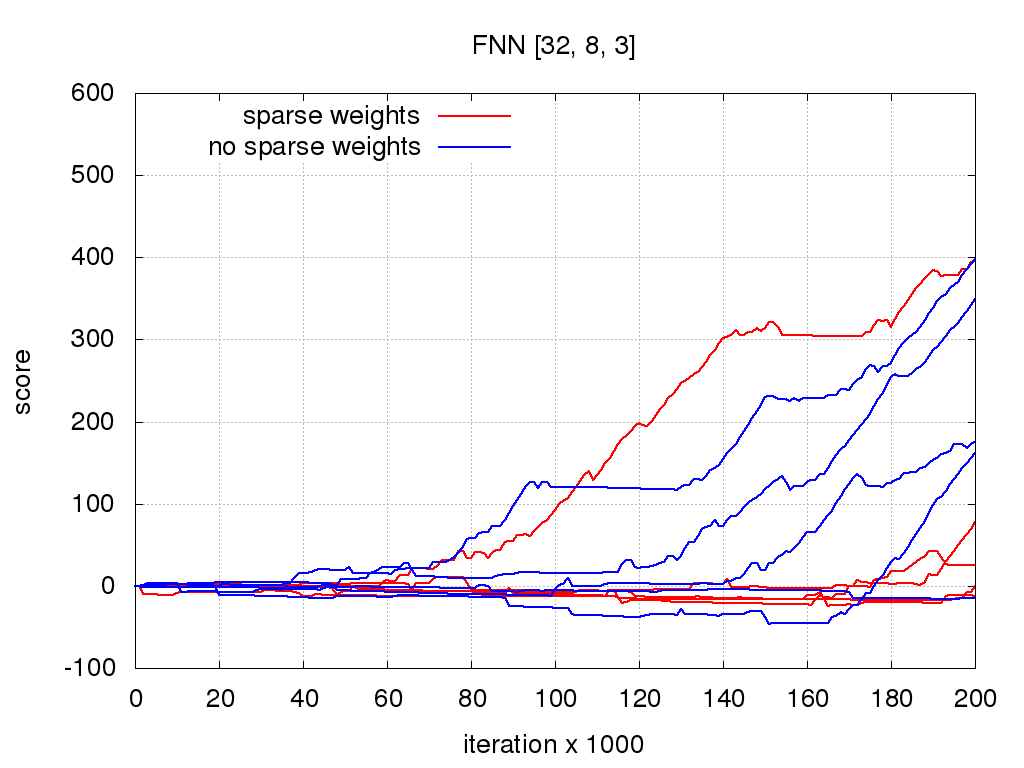 FNN [32, 8, 3]
600
500
400
300
200
100
0
-100
sparse weights
no sparse weights
score
0 20 40 60 80 100 120 140 160 180 200
iteration x 1000